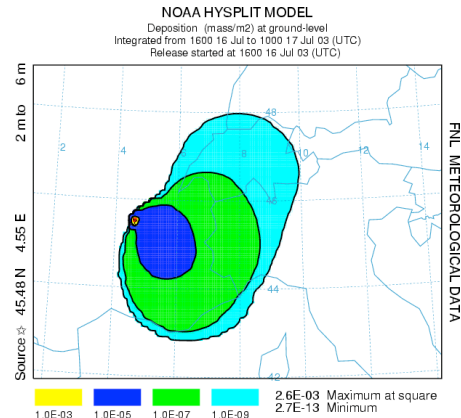 NOAA HYSPLIT MODEL
Deposition (mass/m2) at ground-level
Integrated from 1600 16 Jul to 1000 17 Jul 03 (UTC)
Release started at 1600 16 Jul 03 (UTC)
Source ☆ 45.48 N 4.55 E 2 m to 6 m
48
2 4 6 8 10 12 14
46
44
42
FNL METEOROLOGICAL DATA
2.6E-03 Maximum at square
1.0E-03 1.0E-05 1.0E-07 1.0E-09 2.7E-13 Minimum